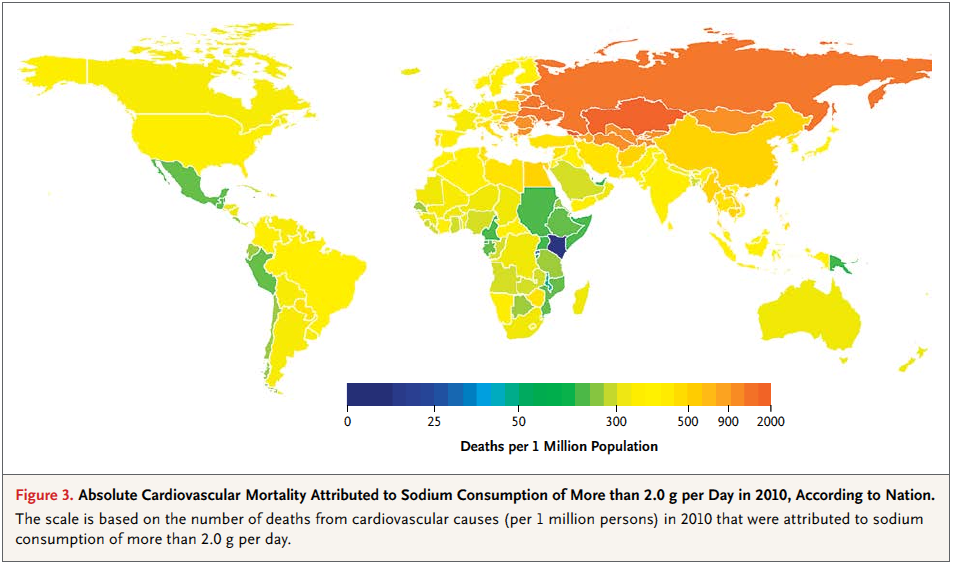 0 25 50 300 500 900 2000
Deaths per 1 Million Population
Figure 3. Absolute Cardiovascular Mortality Attributed to Sodium Consumption of More than 2.0 g per Day in 2010, According to Nation.
The scale is based on the number of deaths from cardiovascular causes (per 1 million persons) in 2010 that were attributed to sodium
consumption of more than 2.0 g per day.